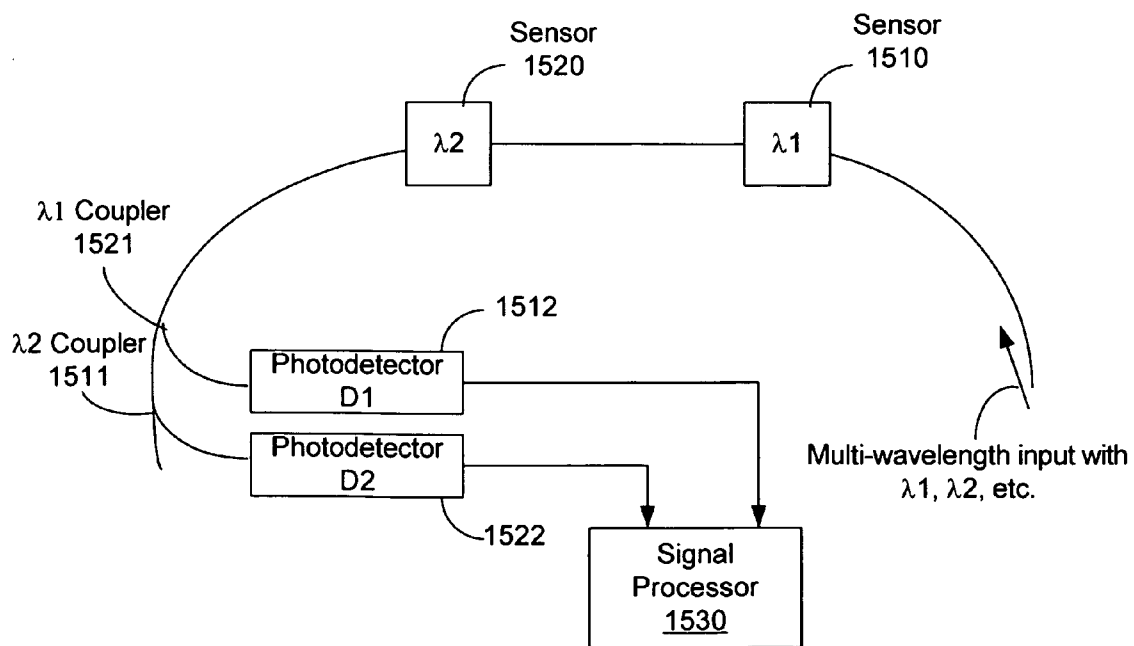 Sensor
1520
Sensor
1510
λ2
λ1
λ1 Coupler
1521
λ2 Coupler
1511
1512
Photodetector
D1
Photodetector
D2
1522
Multi-wavelength input with
λ1, λ2, etc.
Signal
Processor
1530